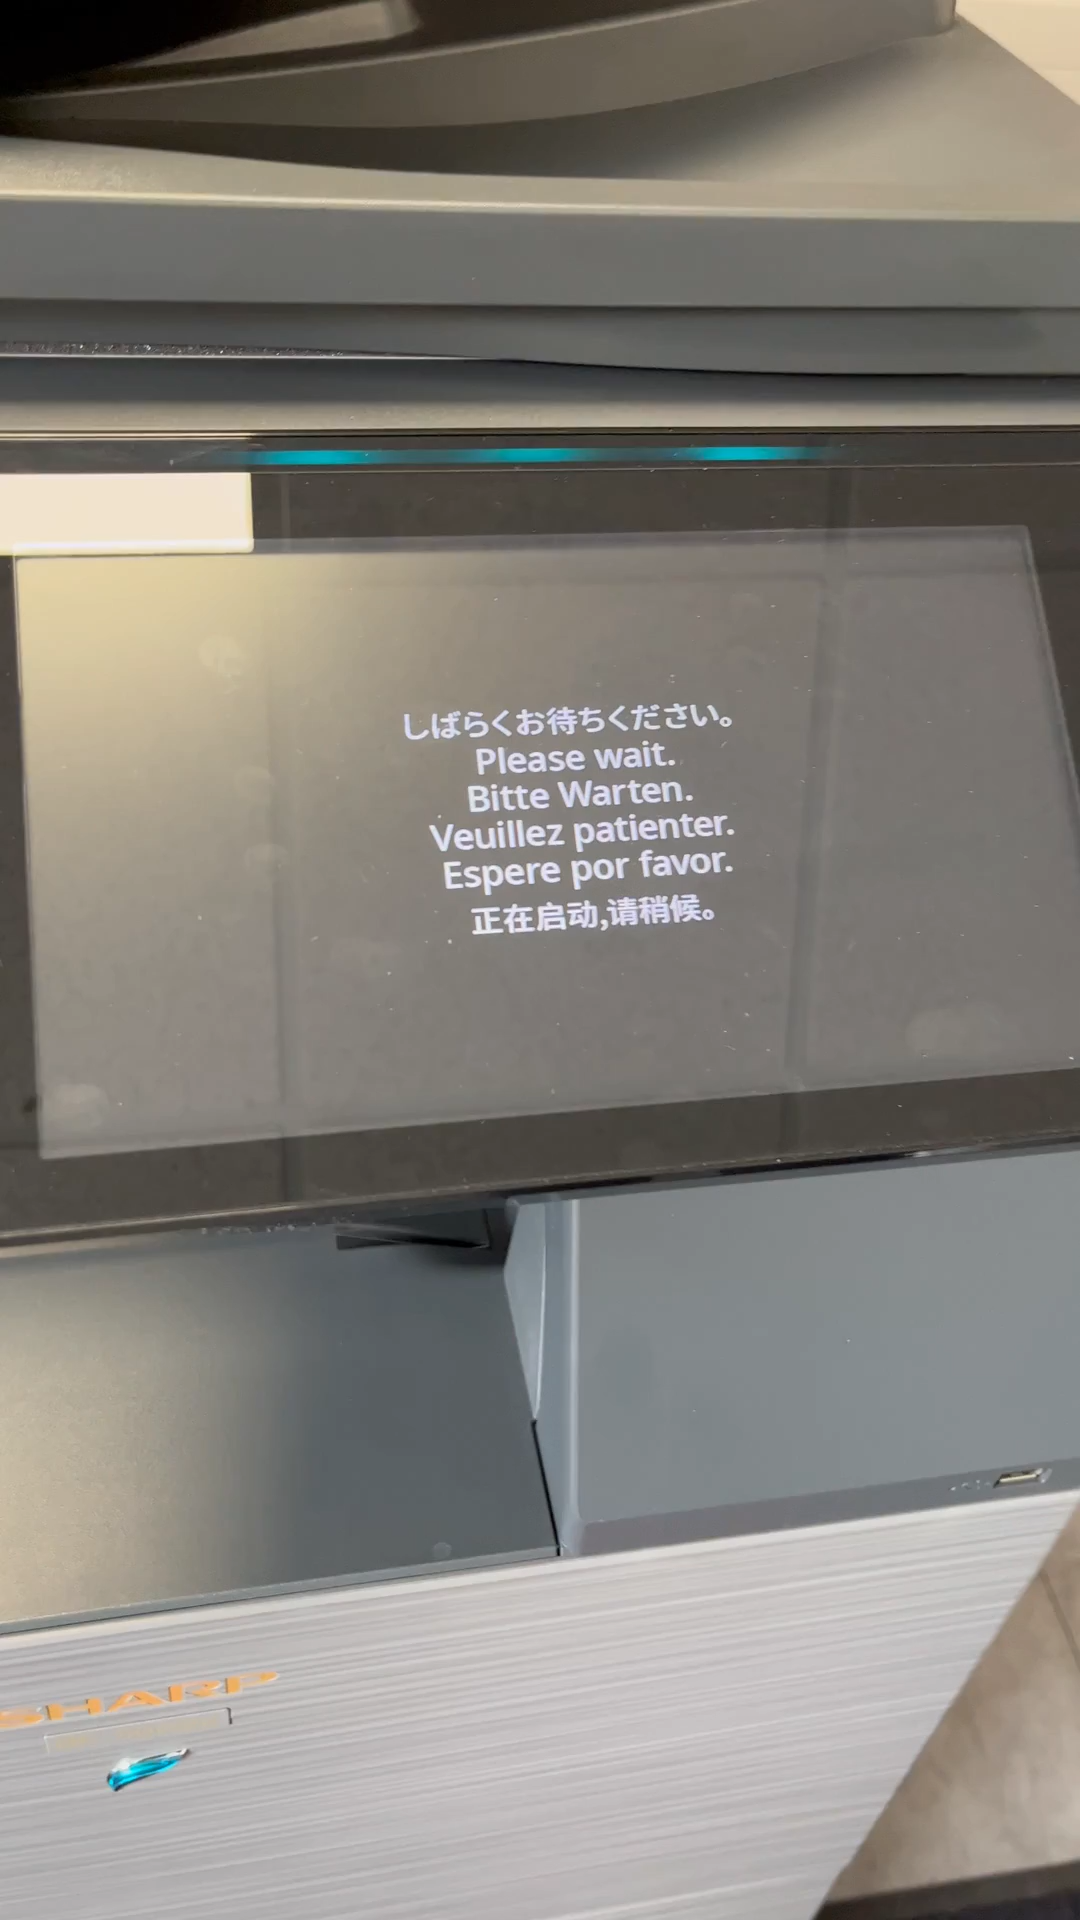 しばらくお待ちください。
Please wait.
Bitte Warten.
Veuillez patienter.
Espere por favor.
正在启动,请稍候。
SHARP